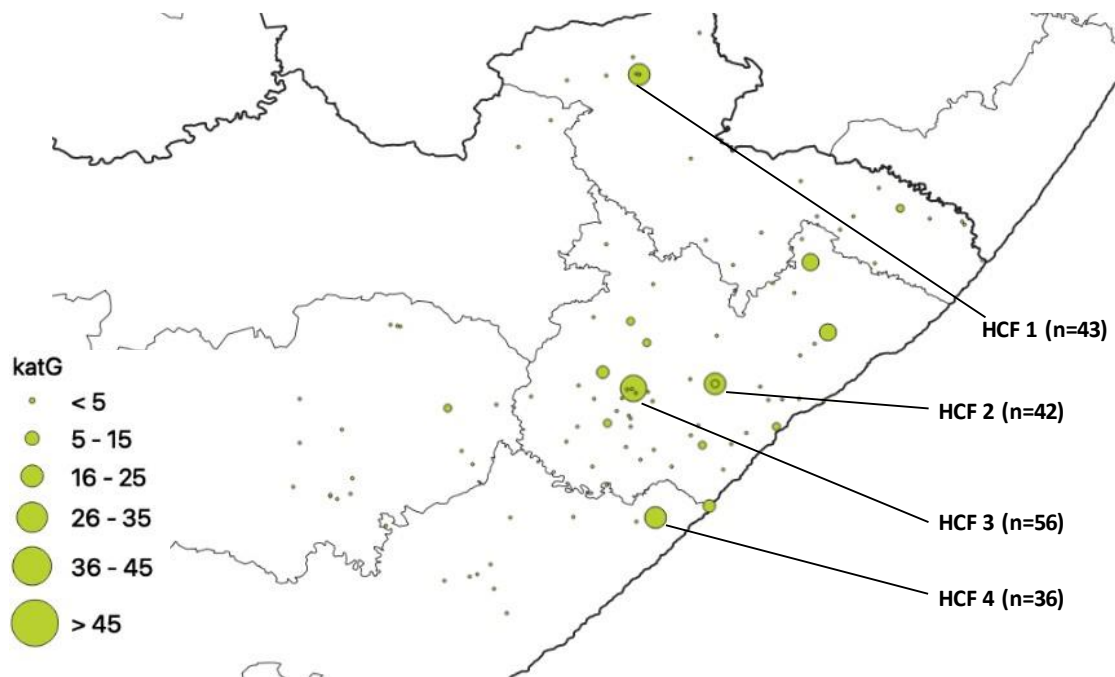 HCF 1 (n=43)
katG
< 5
HCF 2 (n=42)
5 - 15
16 - 25
26 - 35
HCF 3 (n=56)
36 - 45
HCF 4 (n=36)
> 45